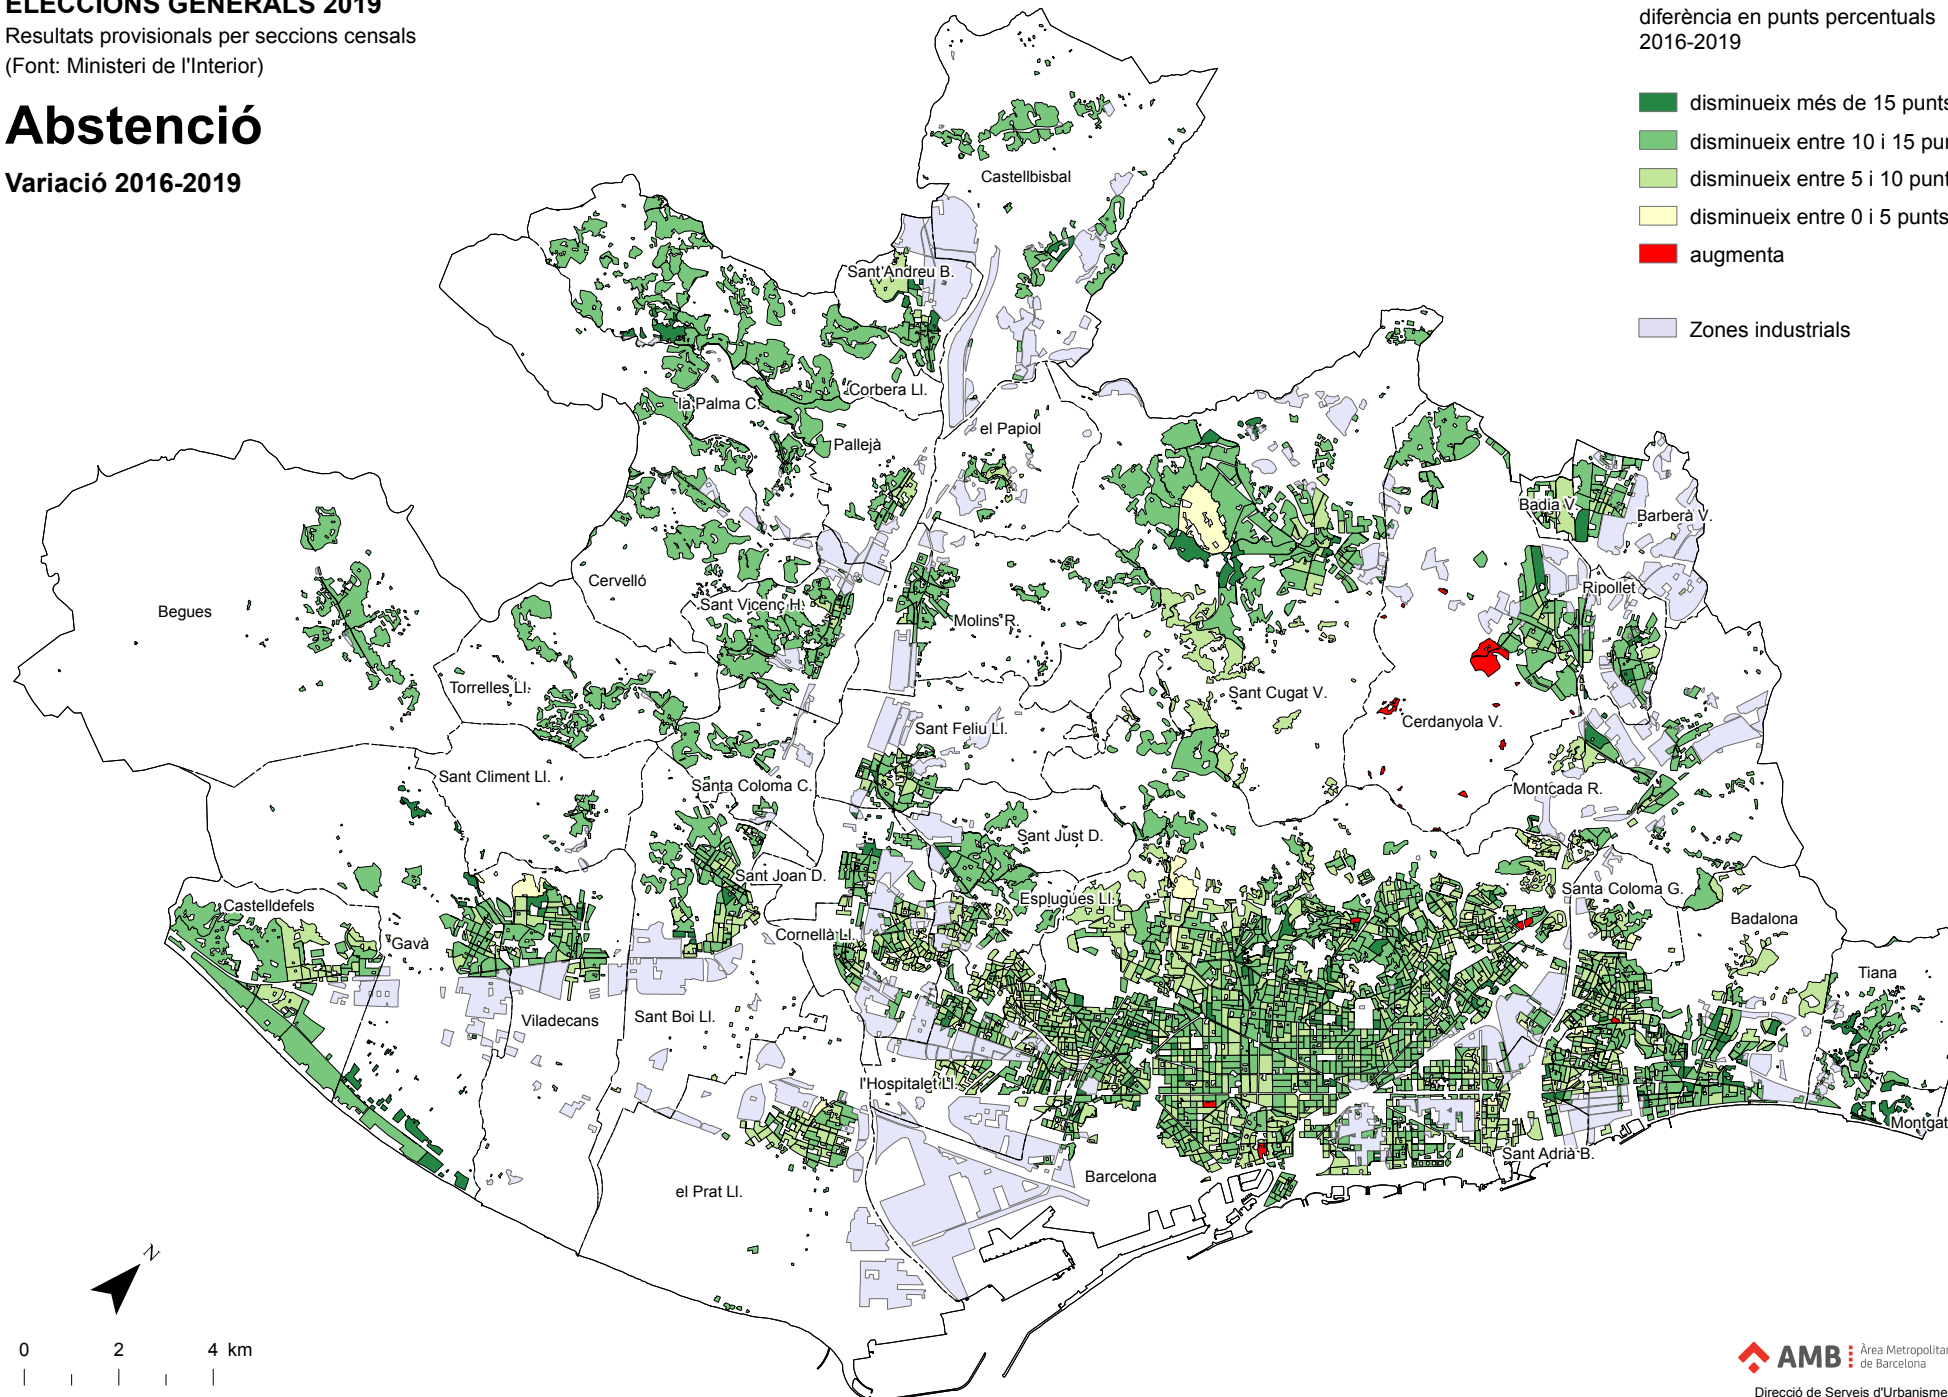 ELECCIONS GENERALS 2019
Resultats provisionals per seccions censals
(Font: Ministeri de l'Interior)
Abstenció
Variació 2016-2019
diferència en punts percentuals
2016-2019
disminueix més de 15 punts
disminueix entre 10 i 15 pun
disminueix entre 5 i 10 punt
disminueix entre 0 i 5 punts
augmenta
Zones industrials
Castellbisbal
Sant Andreu B.
Corbera Ll.
la Palma C.
Pallejà
el Papiol
Badia V.
Barberà V.
Cervelló
Begues
Sant Vicenç H.
Molins R.
Ripollet
Torrelles Ll.
Sant Cugat V.
Cerdanyola V.
Sant Feliu Ll.
Sant Climent Ll.
Santa Coloma C.
Montcada R.
Sant Just D.
Sant Joan D.
Santa Coloma G.
Castelldefels
Esplugues Ll.
Badalona
Gavà
Cornellà Ll.
Tiana
Viladecans
Sant Boi Ll.
l'Hospitalet Ll.
Montgat
Sant Adrià B.
Barcelona
el Prat Ll.
N
0 2 4 km
AMB
Àrea Metropolitan
de Barcelona
Direcció de Serveis d'Urbanisme